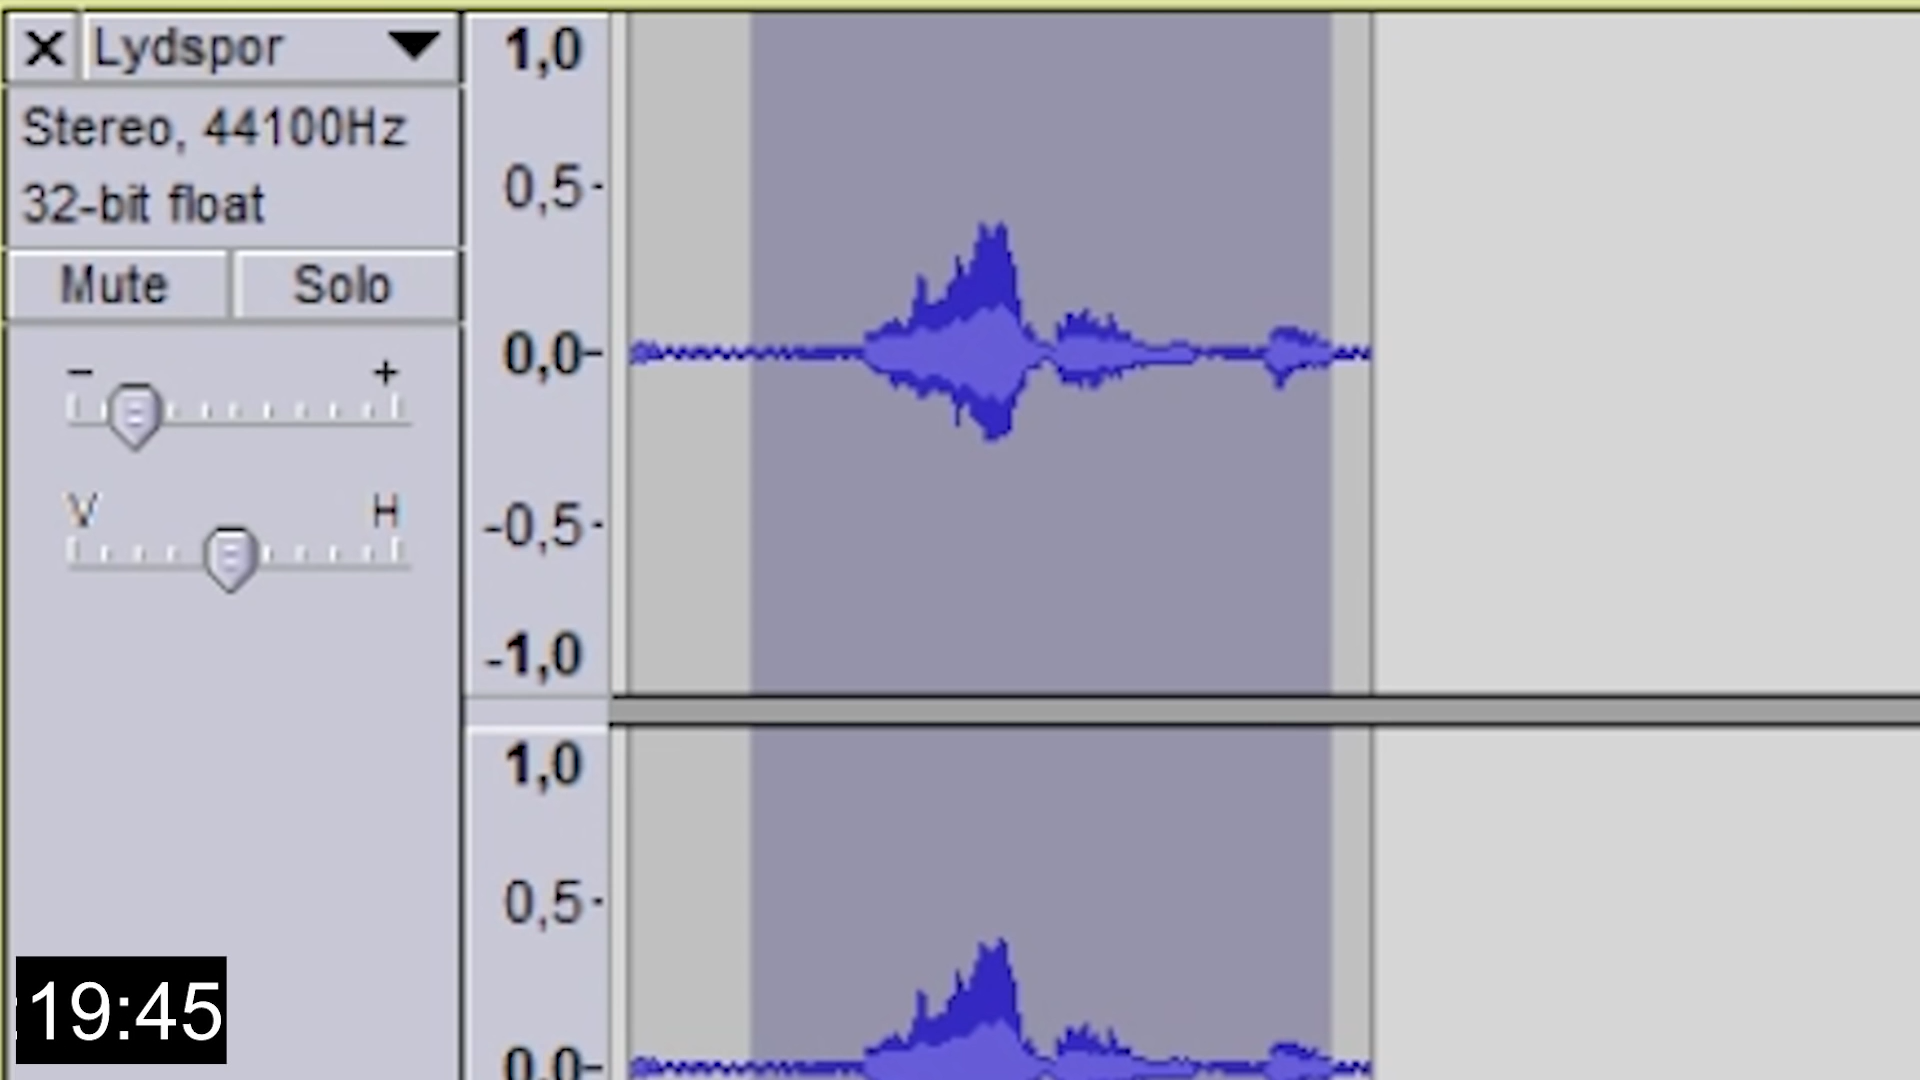 X Lydspor
Stereo, 44100Hz
32-bit float
Mute Solo
- +
V H
1,0
0,5-
0,0-
-0,5-
-1,0
1,0
0,5-
0,0-
19:45